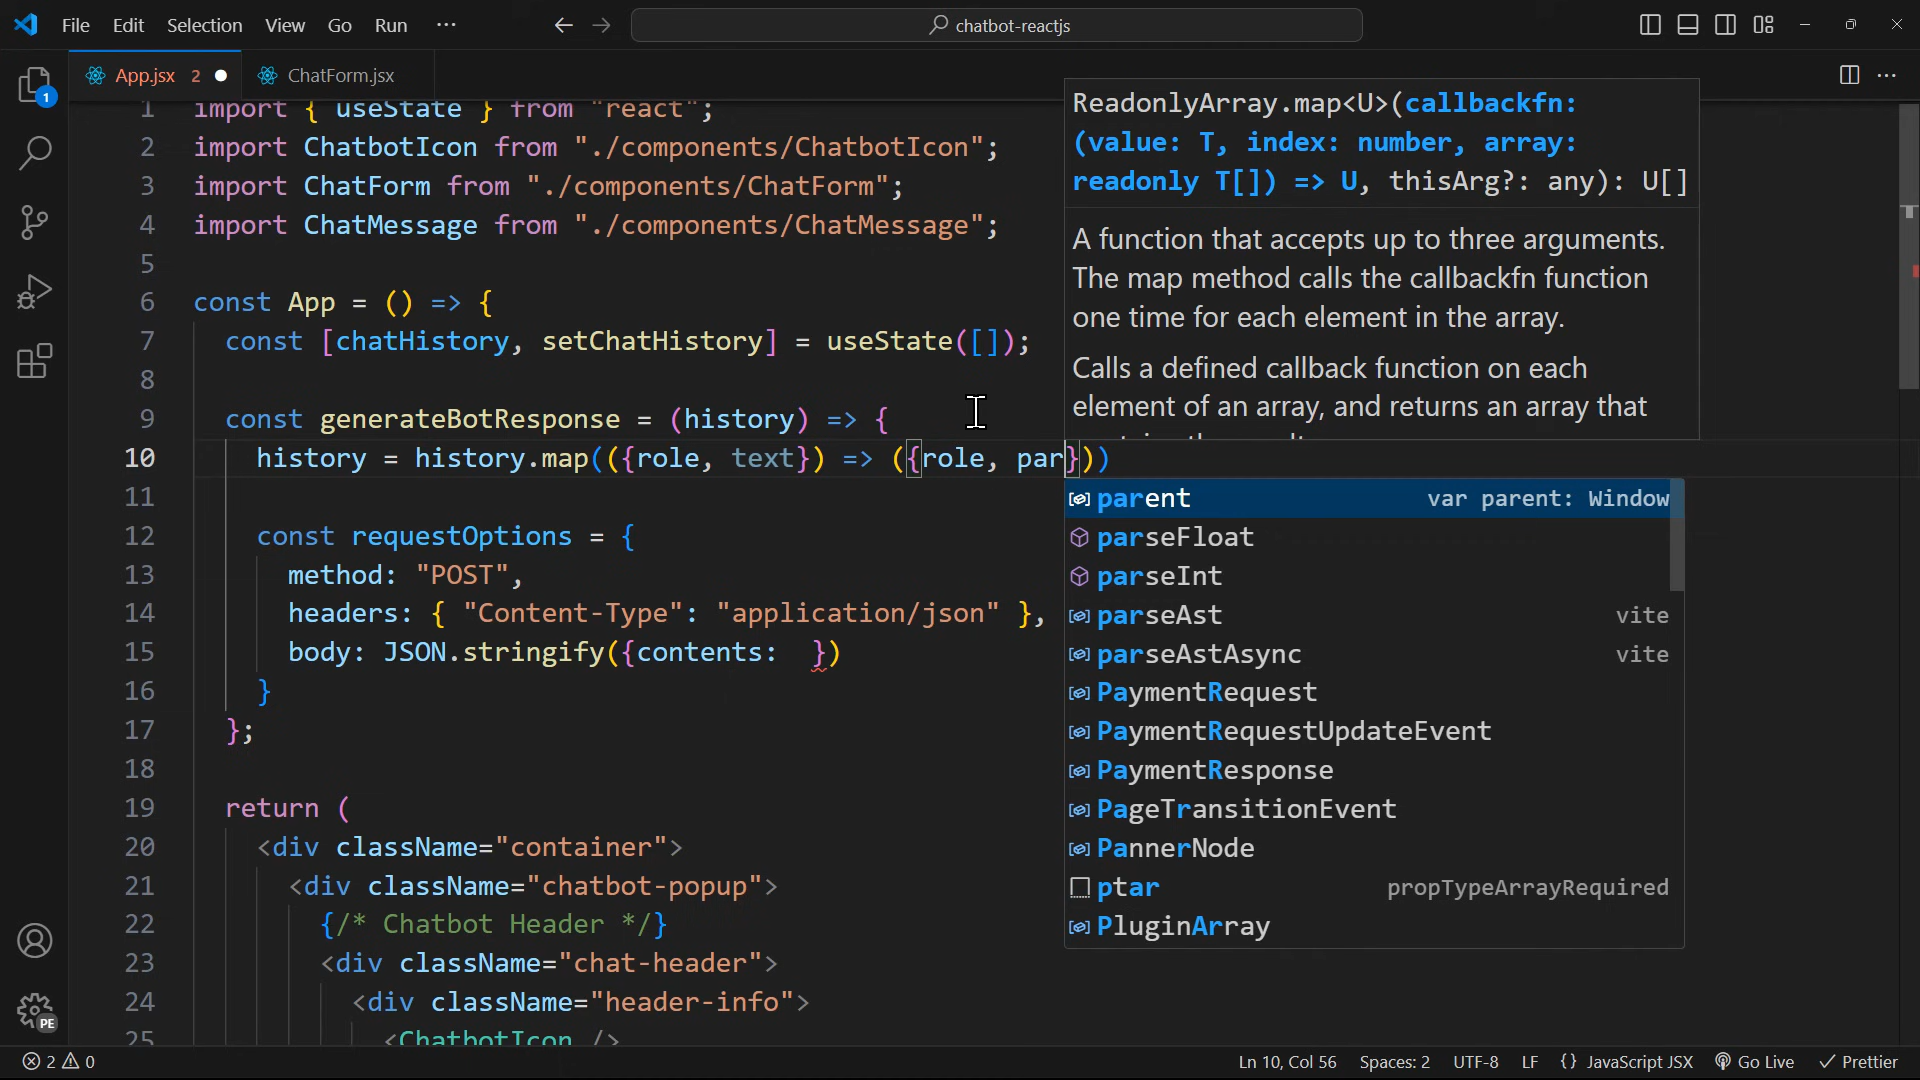 File Edit Selection View Go Run ···
chatbot-reactjs
App.jsx 2 ChatForm.jsx
1 import { useState } from "react";
2 import ChatbotIcon from "./components/ChatbotIcon";
3 import ChatForm from "./components/ChatForm";
4 import ChatMessage from "./components/ChatMessage";
5
6 const App = () => {
7 const [chatHistory, setChatHistory] = useState([]);
8
9 const generateBotResponse = (history) => {
10 history = history.map(({role, text}) => ({role, par}))
11
12 const requestOptions = {
13 method: "POST",
14 headers: { "Content-Type": "application/json" },
15 body: JSON.stringify({contents:  })
16 }
17 };
18
19 return (
20 <div className="container">
21 <div className="chatbot-popup">
22 {/* Chatbot Header */}
23 <div className="chat-header">
24 <div className="header-info">
25 <ChatbotIcon />
ReadonlyArray.map<U>(callbackfn:
(value: T, index: number, array:
readonly T[]) => U, thisArg?: any): U[]
A function that accepts up to three arguments.
The map method calls the callbackfn function
one time for each element in the array.
Calls a defined callback function on each
element of an array, and returns an array that
parent var parent: Window
parseFloat
parseInt
parseAst vite
parseAstAsync vite
PaymentRequest
PaymentRequestUpdateEvent
PaymentResponse
PageTransitionEvent
PannerNode
ptar propTypeArrayRequired
PluginArray
1
PE
2 0 Ln 10, Col 56 Spaces: 2 UTF-8 LF {} JavaScript JSX Go Live Prettier